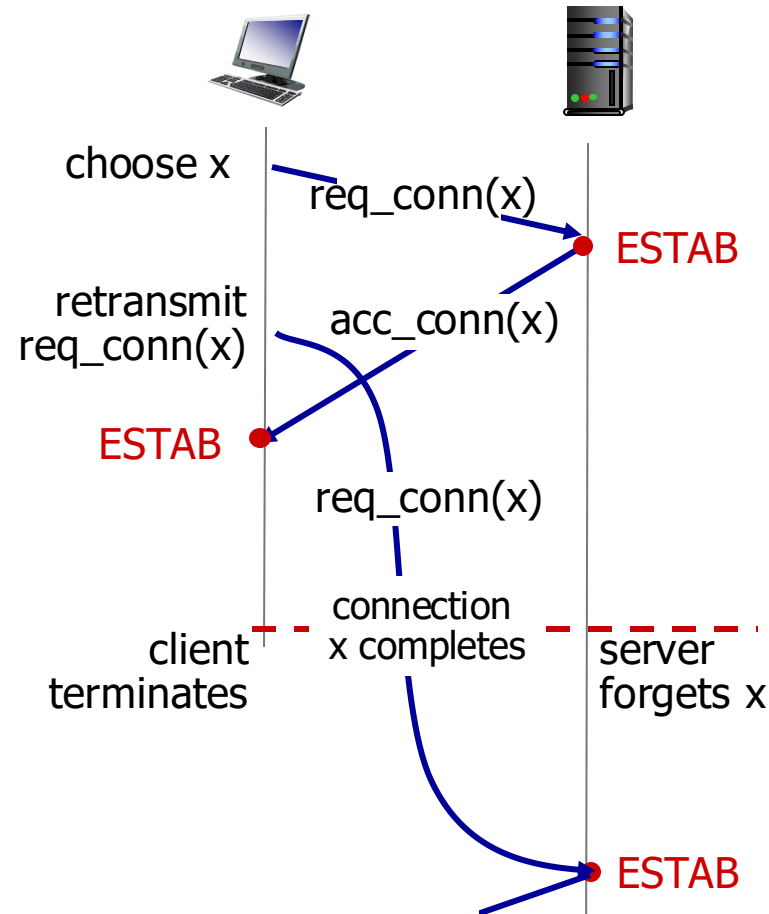 choose x
req_conn(x)
ESTAB
retransmit
req_conn(x)
acc_conn(x)
ESTAB
req_conn(x)
connection
x completes
client
terminates
server
forgets x
ESTAB